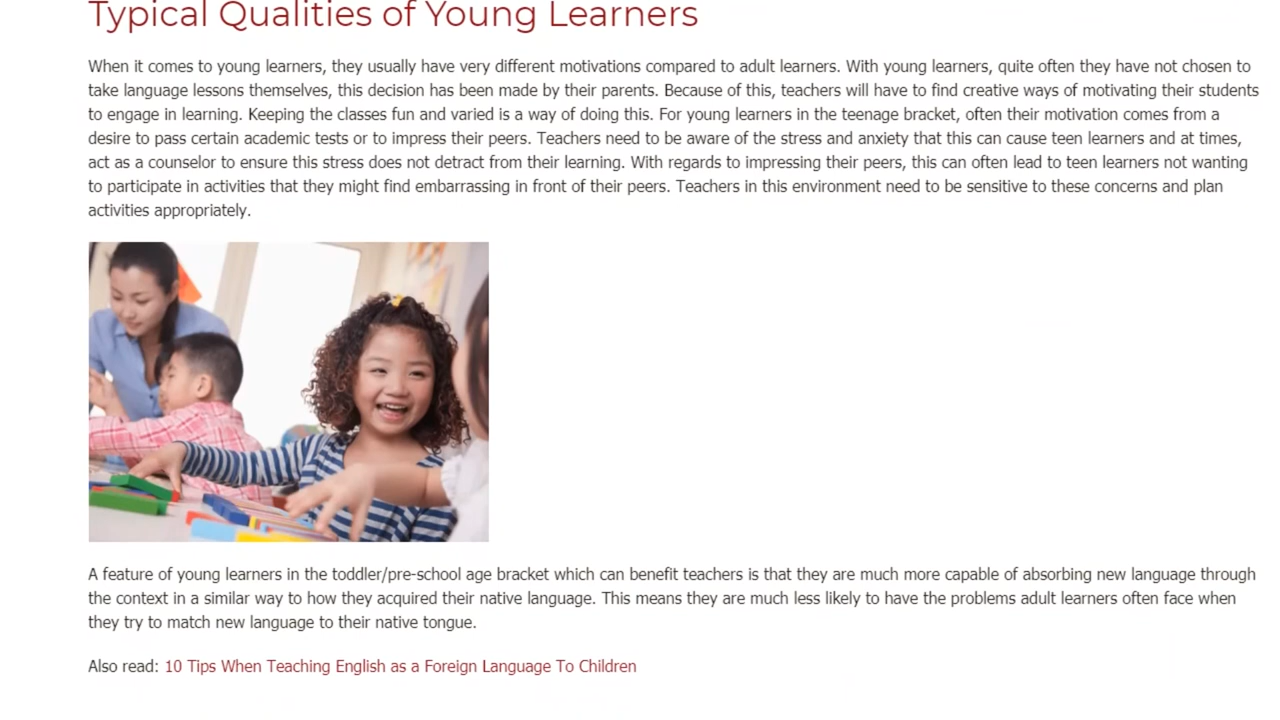 Typical Qualities of Young Learners
When it comes to young learners, they usually have very different motivations compared to adult learners. With young learners, quite often they have not chosen to
take language lessons themselves, this decision has been made by their parents. Because of this, teachers will have to find creative ways of motivating their students
to engage in learning. Keeping the classes fun and varied is a way of doing this. For young learners in the teenage bracket, often their motivation comes from a
desire to pass certain academic tests or to impress their peers. Teachers need to be aware of the stress and anxiety that this can cause teen learners and at times,
act as a counselor to ensure this stress does not detract from their learning. With regards to impressing their peers, this can often lead to teen learners not wanting
to participate in activities that they might find embarrassing in front of their peers. Teachers in this environment need to be sensitive to these concerns and plan
activities appropriately.
A feature of young learners in the toddler/pre-school age bracket which can benefit teachers is that they are much more capable of absorbing new language through
the context in a similar way to how they acquired their native language. This means they are much less likely to have the problems adult learners often face when
they try to match new language to their native tongue.
Also read: 10 Tips When Teaching English as a Foreign Language To Children